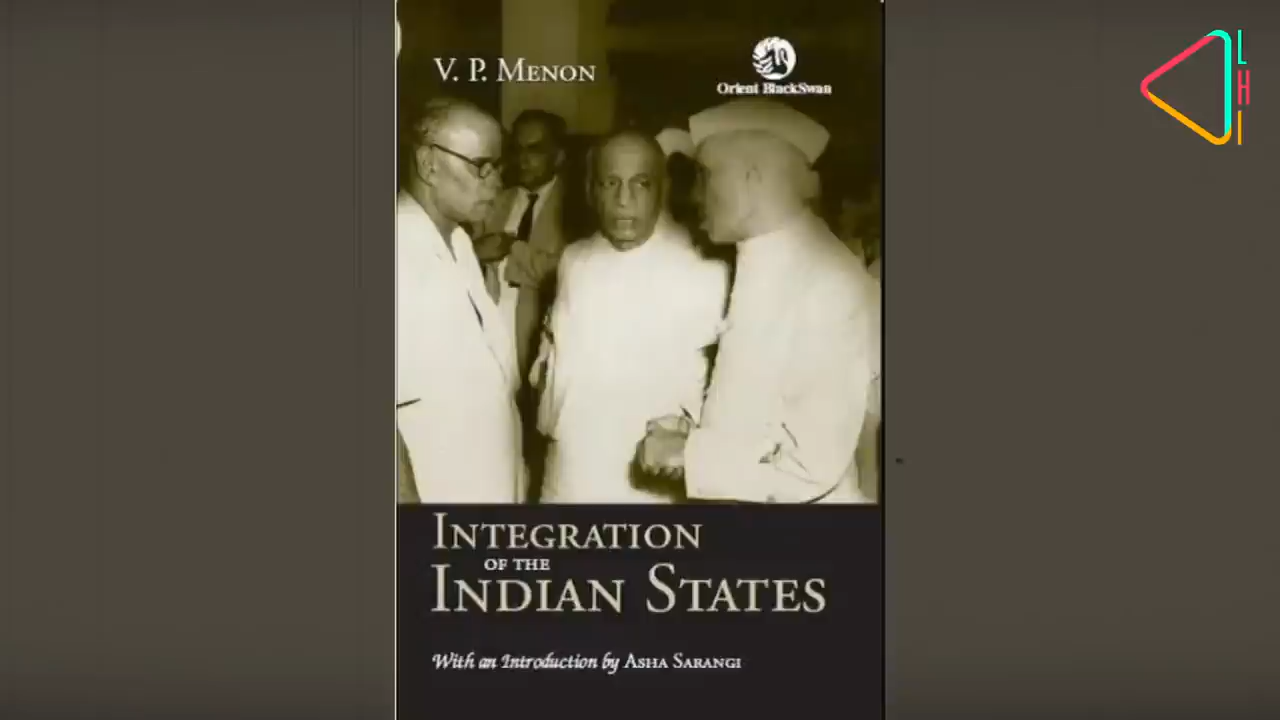 V. P. MENON
Orient BlackSwan
INTEGRATION
OF THE
INDIAN STATES
With an Introduction by ASHA SARANGI
L
H
I